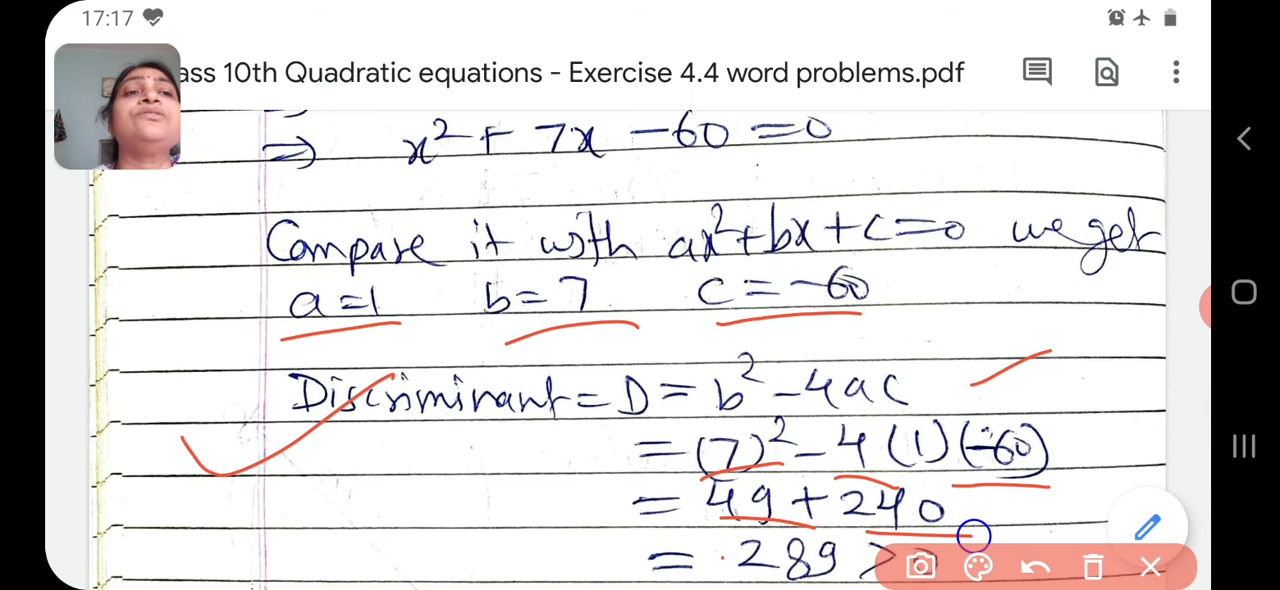 17:17
ass 10th Quadratic equations - Exercise 4.4 word problems.pdf
⇒ x² + 7x - 60 = 0
Compare it with ax² + bx + c = 0 we get
a = 1 b = 7 c = -60
Discriminant = D = b² - 4ac
= (7)² - 4 (1) (-60)
= 49 + 240
= 289 >